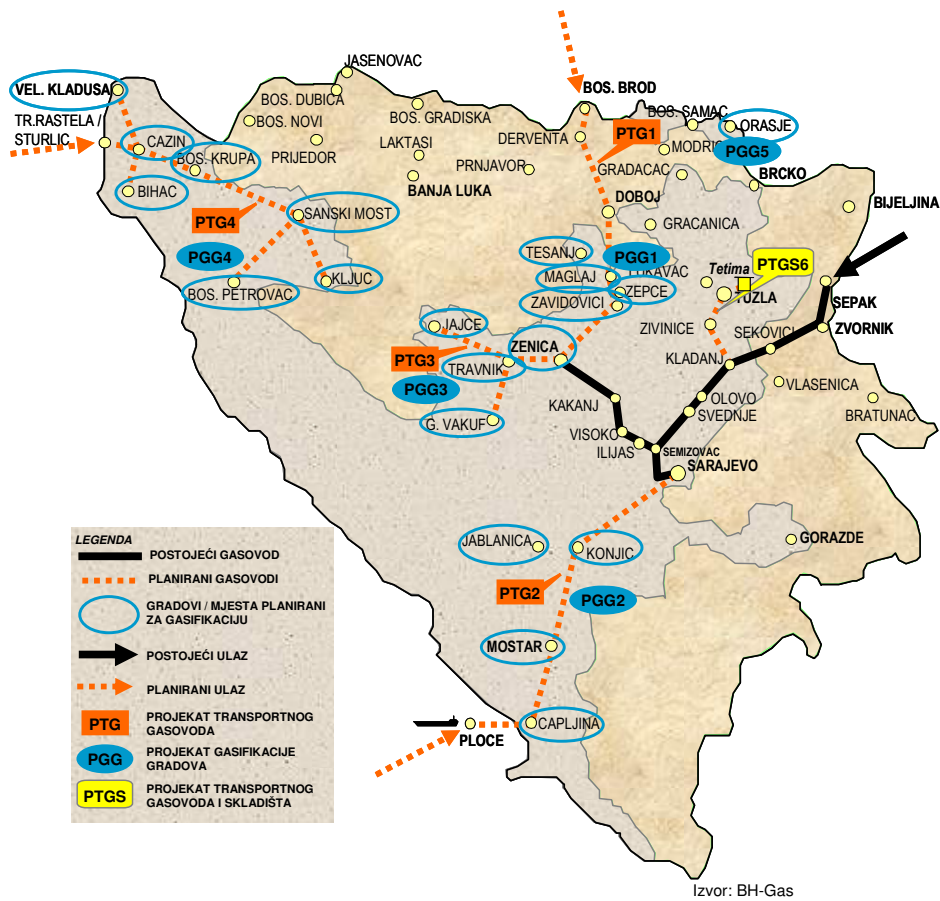 JASENOVAC
VEL. KLADUSA
BOS. DUBICA
BOS. BROD
TR.RASTELA /
STURLIC
BOS. GRADISKA
BOS. NOVI
BOS. SAMAC
ORASJE
PTG1
DERVENTA
CAZIN
PRIJEDOR
LAKTASI
MODRIC
PGG5
BOS. KRUPA
PRNJAVOR
GRADACAC
BRCKO
BIHAC
BANJA LUKA
DOBOJ
BIJELJINA
SANSKI MOST
PTG4
GRACANICA
TESANJ
PGG4
PGG1
LUKAVAC
Tetima
PTGS6
KLJUC
MAGLAJ
ZEPCE
BOS. PETROVAC
ZAVIDOVICI
TUZLA
SEPAK
JAJCE
ZIVINICE
ZVORNIK
SEKOVICI
ZENICA
PTG3
TRAVNIK
KLADANJ
PGG3
VLASENICA
KAKANJ
OLOVO
BRATUNAC
G. VAKUF
SVEDNJE
VISOKO
ILIJAS
SEMIZOVAC
SARAJEVO
JABLANICA
KONJIC
GORAZDE
PTG2
PGG2
MOSTAR
CAPLJINA
PLOCE
LEGENDA
POSTOJEĆI GASOVOD
PLANIRANI GASOVODI
GRADOVI / MJESTA PLANIRANI
ZA GASIFIKACIJU
POSTOJEĆI ULAZ
PLANIRANI ULAZ
PTG
PROJEKAT TRANSPORTNOG
GASOVODA
PGG
PROJEKAT GASIFIKACIJE
GRADOVA
PTGS
PROJEKAT TRANSPORTNOG
GASOVODA I SKLADIŠTA
Izvor: BH-Gas